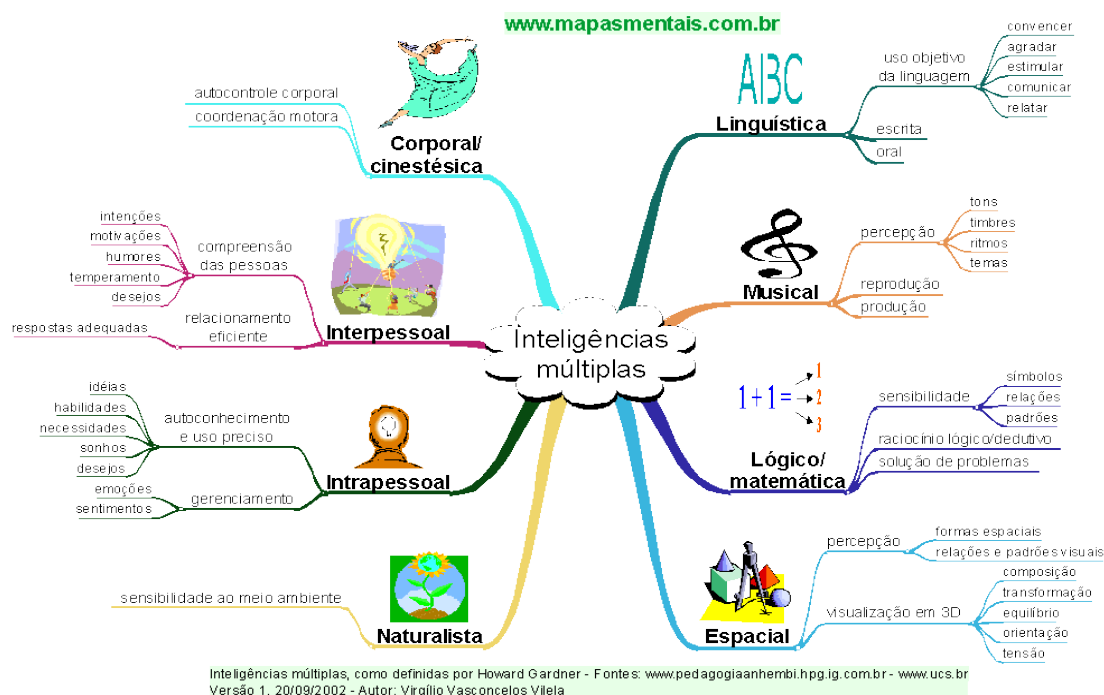 www.mapasmentais.com.br
Inteligências
múltiplas
AIBC
Linguística
uso objetivo
da linguagem
convencer
agradar
estimular
comunicar
relatar
escrita
oral
Musical
percepção
tons
timbres
ritmos
temas
reprodução
produção
1+1=
1
2
3
Lógico/
matemática
sensibilidade
símbolos
relações
padrões
raciocínio lógico/dedutivo
solução de problemas
Espacial
percepção
formas espaciais
relações e padrões visuais
visualização em 3D
composição
transformação
equilíbrio
orientação
tensão
Corporal/
cinestésica
autocontrole corporal
coordenação motora
Interpessoal
compreensão
das pessoas
intenções
motivações
humores
temperamento
desejos
relacionamento
eficiente
respostas adequadas
Intrapessoal
autoconhecimento
e uso preciso
idéias
habilidades
necessidades
sonhos
desejos
gerenciamento
emoções
sentimentos
Naturalista
sensibilidade ao meio ambiente
Inteligências múltiplas, como definidas por Howard Gardner - Fontes: www.pedagogiaanhembi.hpg.ig.com.br - www.ucs.br
Versão 1, 20/09/2002 - Autor: Virgílio Vasconcelos Vilela